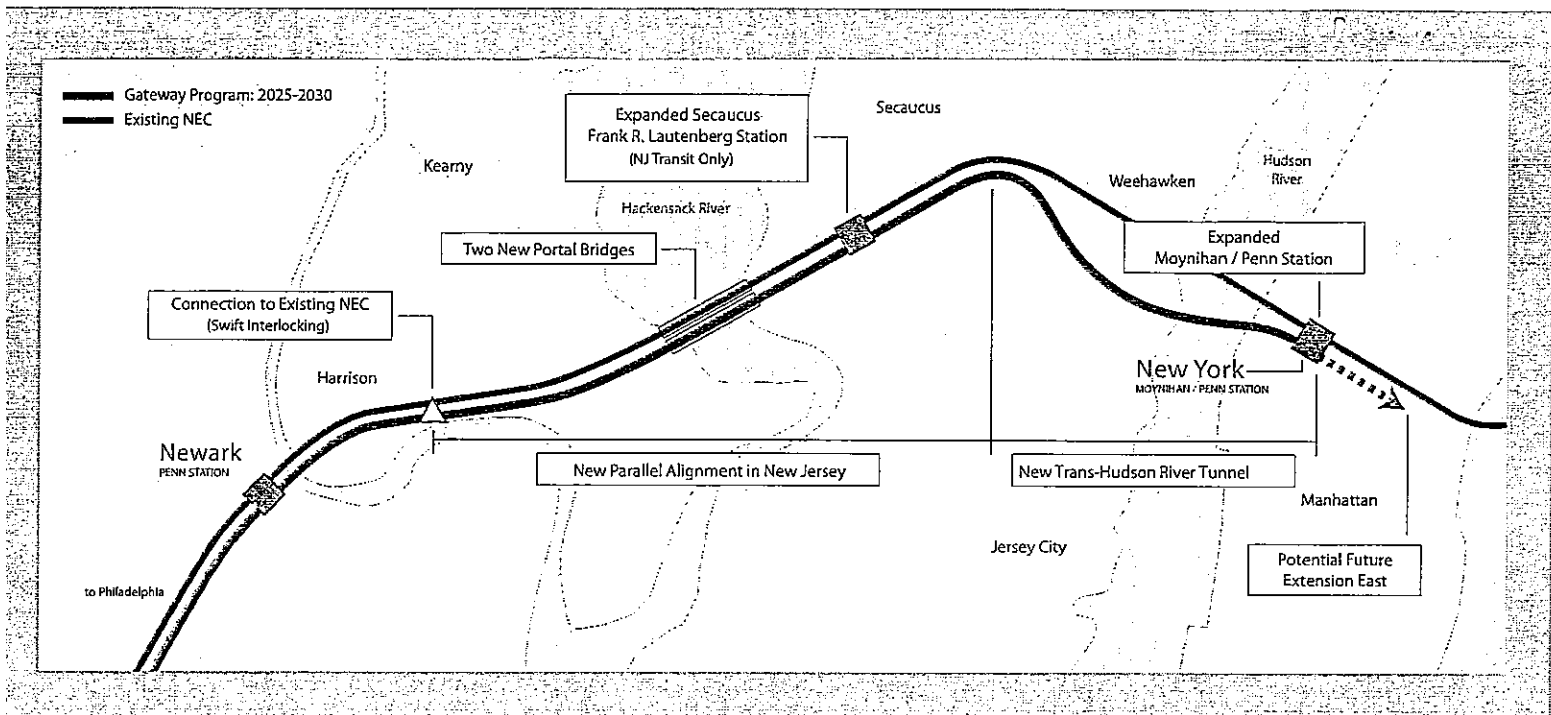 Gateway Program: 2025-2030
Existing NEC
Expanded Secaucus
Frank R. Lautenberg Station
(NJ Transit Only)
Secaucus
Kearny
Hudson
River
Weehawken
Hackensack River
Two New Portal Bridges
Expanded
Moynihan / Penn Station
Connection to Existing NEC
(Swift Interlocking)
Harrison
New York
MOYNIHAN / PENN STATION
Newark
PENN STATION
New Parallel Alignment in New Jersey
New Trans-Hudson River Tunnel
Manhattan
Jersey City
Potential Future
Extension East
to Philadelphia